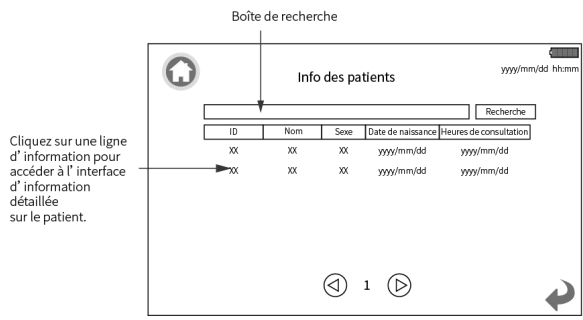 Boîte de recherche
yyyy/mm/dd hh:mm
Info des patients
Recherche
ID Nom Sexe Date de naissance Heures de consultation
XX XX XX yyyy/mm/dd yyyy/mm/dd
XX XX XX yyyy/mm/dd yyyy/mm/dd
Cliquez sur une ligne
d’information pour
accéder à l’interface
d’information
détaillée
sur le patient.
1